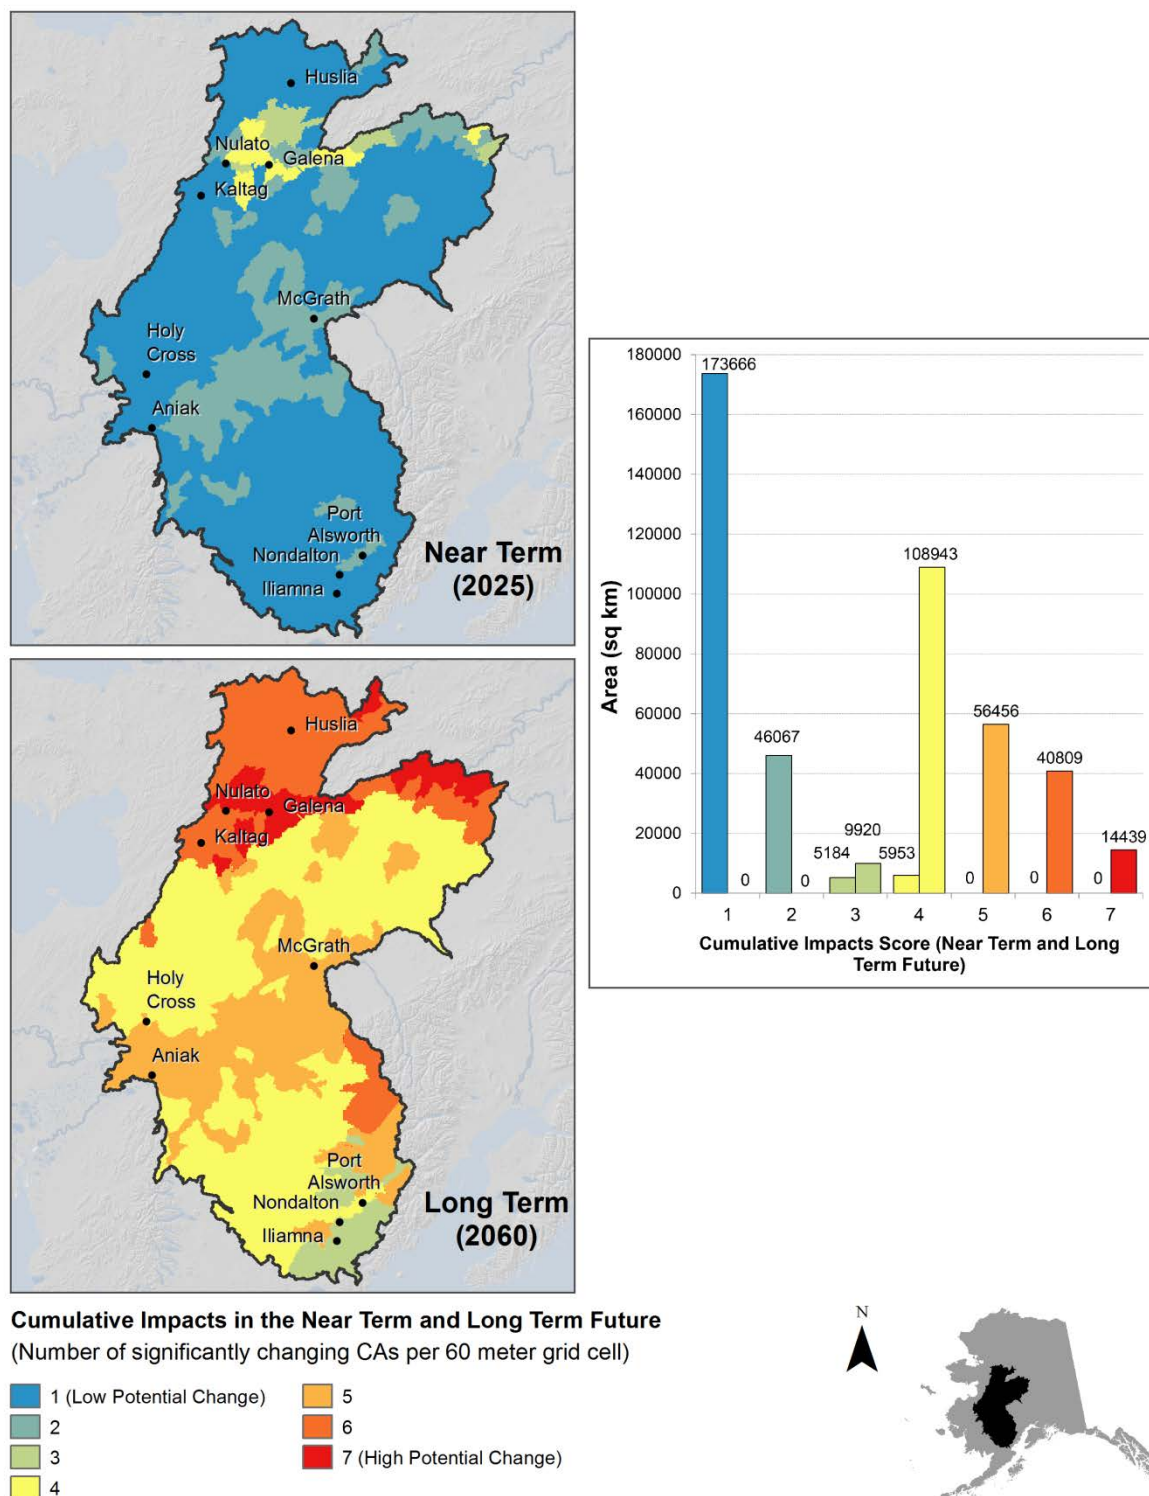 Huslia
Nulato
Galena
Kaltag
McGrath
Holy
Cross
Aniak
Port
Alsworth
Nondalton
Iliamna
Near Term
(2025)
Huslia
Nulato
Galena
Kaltag
McGrath
Holy
Cross
Aniak
Port
Alsworth
Nondalton
Iliamna
Long Term
(2060)
180000
160000
140000
120000
100000
80000
60000
40000
20000
0
Area (sq km)
173666
0
46067
0
5184
9920
5953
108943
0
56456
0
40809
0
14439
1 2 3 4 5 6 7
Cumulative Impacts Score (Near Term and Long
Term Future)
Cumulative Impacts in the Near Term and Long Term Future
(Number of significantly changing CAs per 60 meter grid cell)
1 (Low Potential Change)
2
3
4
5
6
7 (High Potential Change)
N